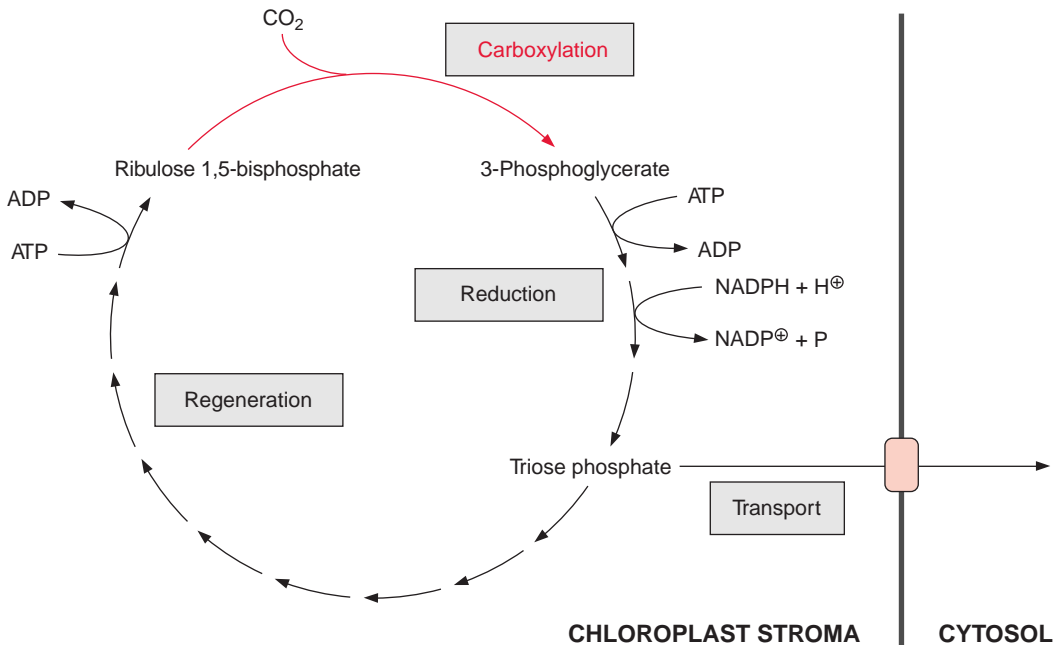 CO₂
Carboxylation
Ribulose 1,5-bisphosphate
3-Phosphoglycerate
ADP
ATP
ATP
ADP
Reduction
NADPH + H⊕
NADP⊕ + P
Regeneration
Triose phosphate
Transport
CHLOROPLAST STROMA
CYTOSOL